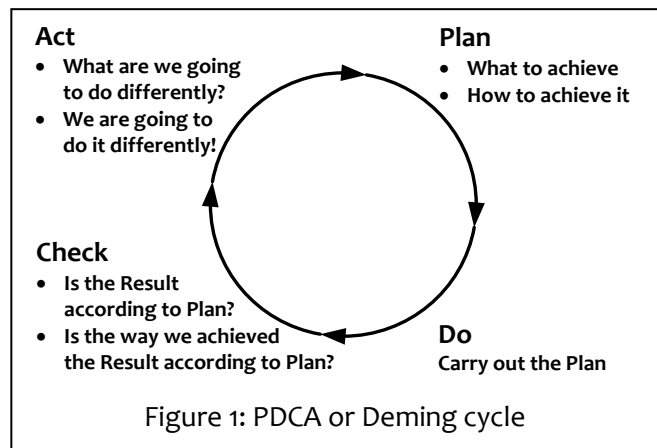 Act
• What are we going
to do differently?
• We are going to
do it differently!
Plan
• What to achieve
• How to achieve it
Check
• Is the Result
according to Plan?
• Is the way we achieved
the Result according to Plan?
Do
Carry out the Plan
Figure 1: PDCA or Deming cycle